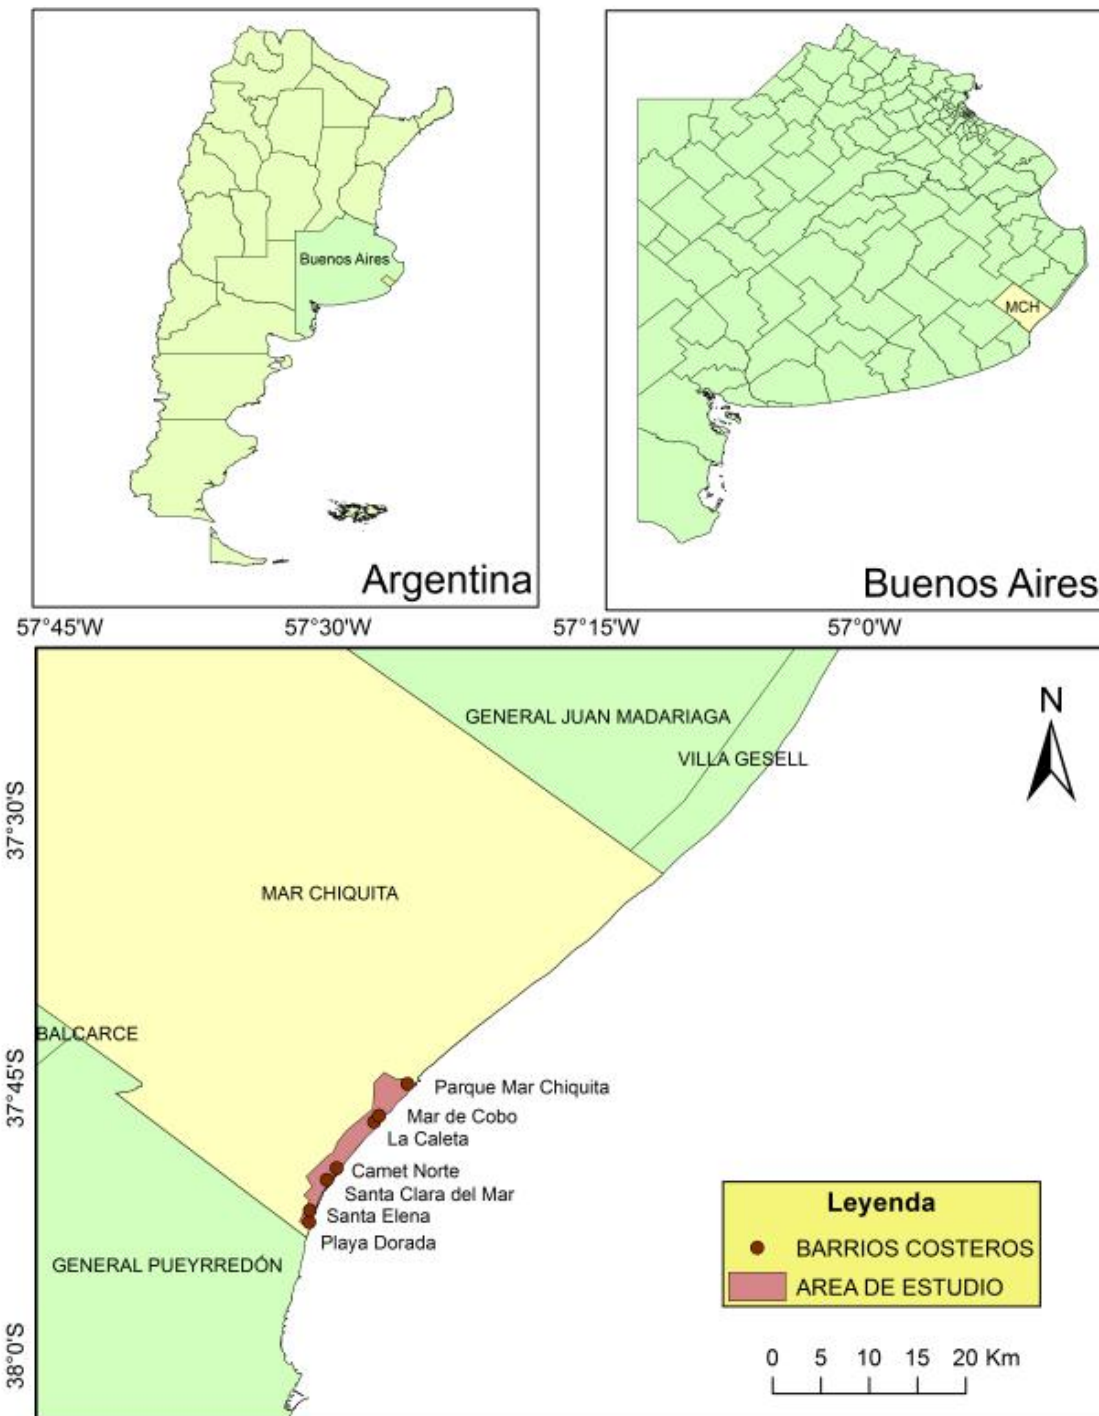 Buenos Aires
Argentina
MCH
Buenos Aires
57°45'W
57°30'W
57°15'W
57°0'W
N
GENERAL JUAN MADARIAGA
VILLA GESELL
37°30'S
MAR CHIQUITA
BALCARCE
37°45'S
Parque Mar Chiquita
Mar de Cobo
La Caleta
Camet Norte
Santa Clara del Mar
Santa Elena
Playa Dorada
GENERAL PUEYRREDÓN
38°0'S
Leyenda
BARRIOS COSTEROS
AREA DE ESTUDIO
0 5 10 15 20 Km